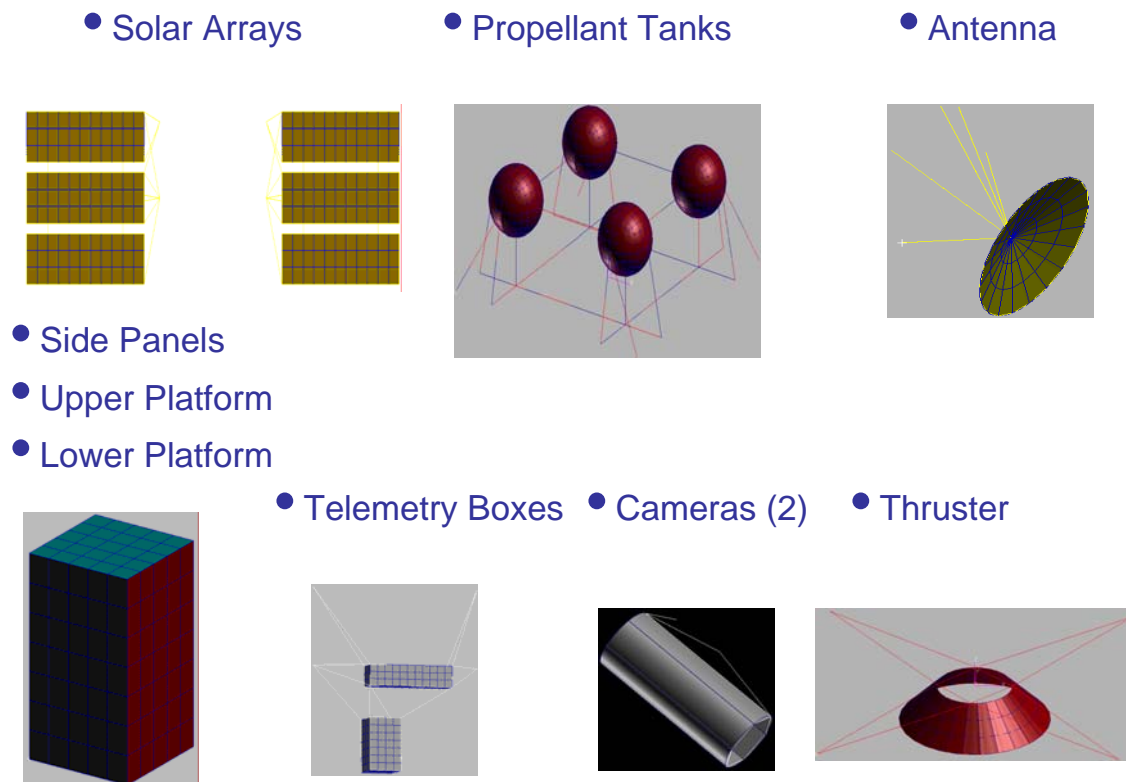 • Solar Arrays
• Propellant Tanks
• Antenna
• Side Panels
• Upper Platform
• Lower Platform
• Telemetry Boxes
• Cameras (2)
• Thruster